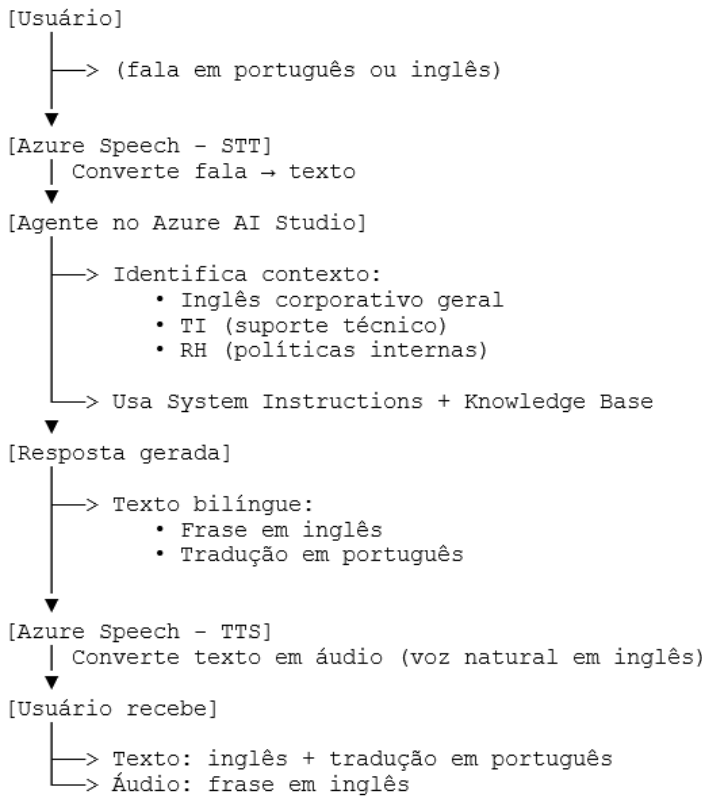 [Usuário]
(fala em português ou inglês)
[Azure Speech – STT]
Converte fala → texto
[Agente no Azure AI Studio]
Identifica contexto:
• Inglês corporativo geral
• TI (suporte técnico)
• RH (políticas internas)
Usa System Instructions + Knowledge Base
[Resposta gerada]
Texto bilíngue:
• Frase em inglês
• Tradução em português
[Azure Speech – TTS]
Converte texto em áudio (voz natural em inglês)
[Usuário recebe]
Texto: inglês + tradução em português
Áudio: frase em inglês